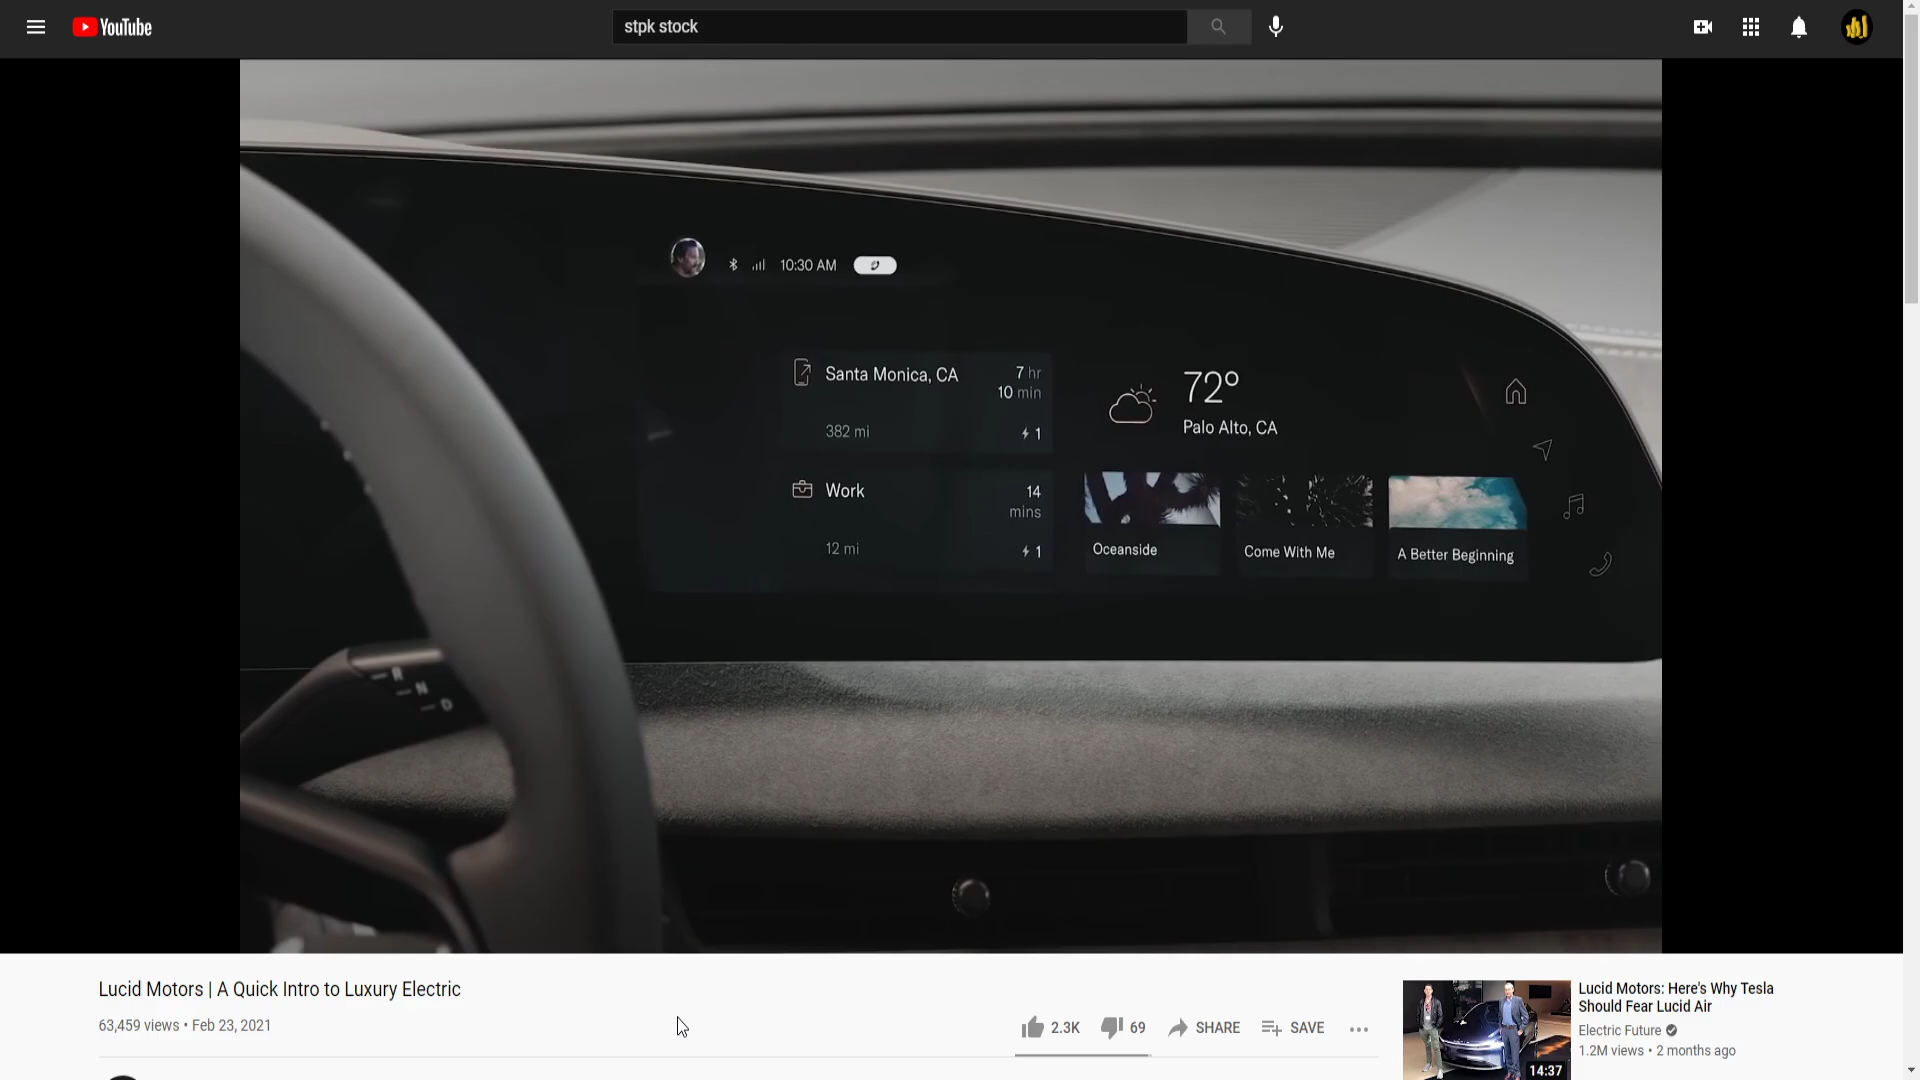 YouTube
stpk stock
10:30 AM
Santa Monica, CA
7 hr
10 min
382 mi
1
Work
14
mins
12 mi
1
72°
Palo Alto, CA
Oceanside
Come With Me
A Better Beginning
R
N
D
Lucid Motors | A Quick Intro to Luxury Electric
63,459 views • Feb 23, 2021
2.3K
69
SHARE
SAVE
14:37
Lucid Motors: Here's Why Tesla
Should Fear Lucid Air
Electric Future
1.2M views • 2 months ago